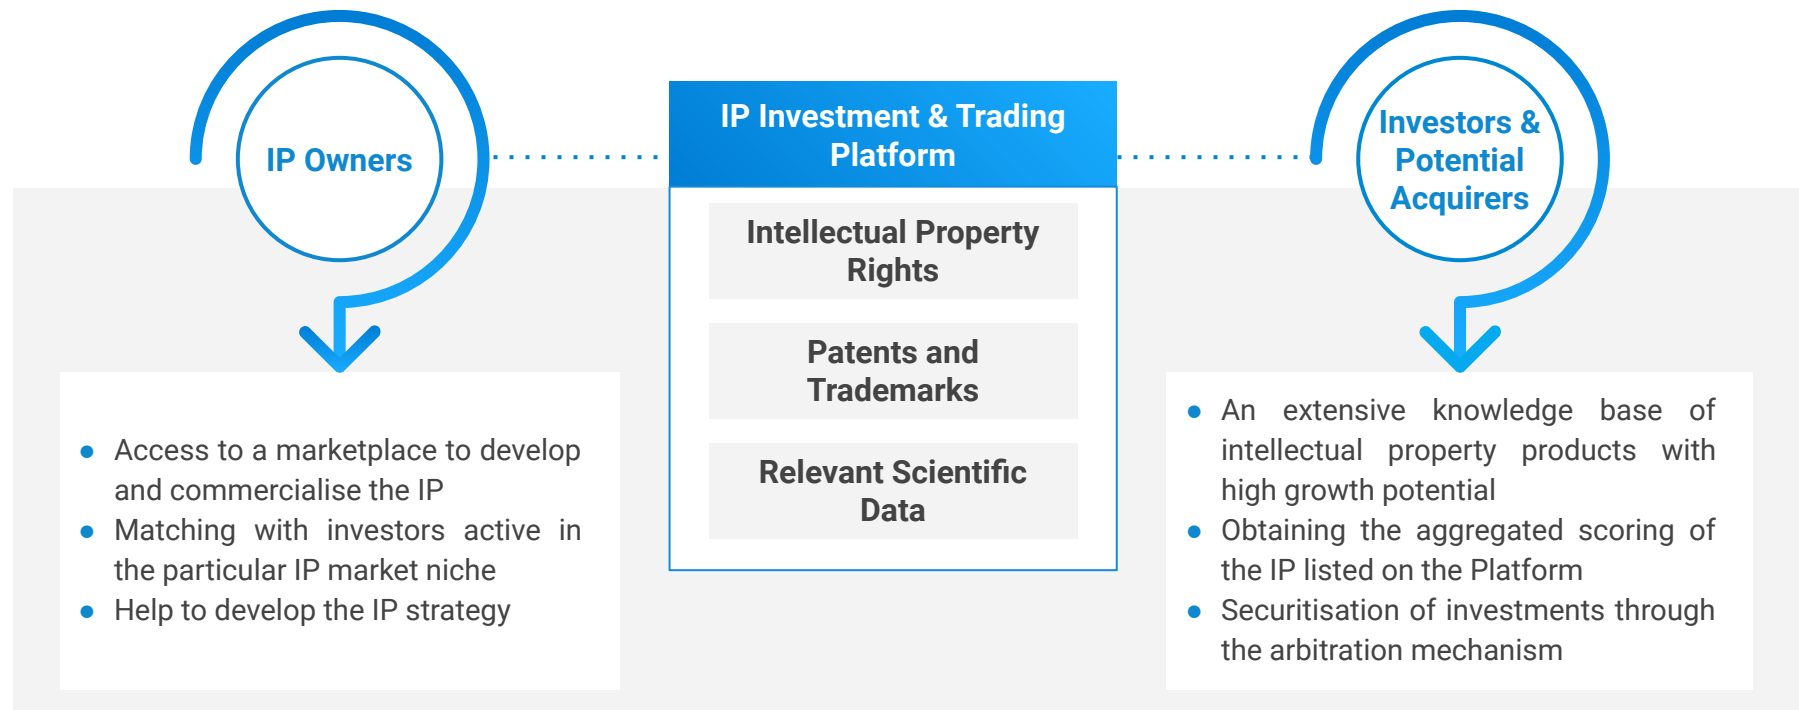 IP Owners
IP Investment & Trading
Platform
Investors &
Potential
Acquirers
Intellectual Property
Rights
Patents and
Trademarks
Relevant Scientific
Data
● Access to a marketplace to develop
and commercialise the IP
● Matching with investors active in
the particular IP market niche
● Help to develop the IP strategy
● An extensive knowledge base of
intellectual property products with
high growth potential
● Obtaining the aggregated scoring of
the IP listed on the Platform
● Securitisation of investments through
the arbitration mechanism